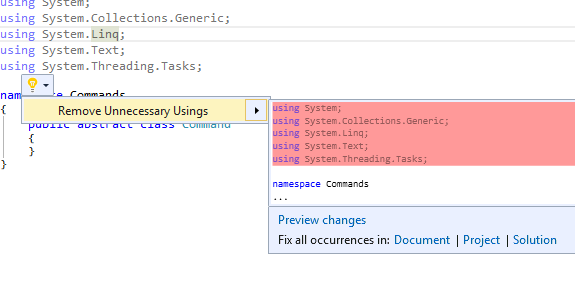 using System;
using System.Collections.Generic;
using System.Linq;
using System.Text;
using System.Threading.Tasks;
namespace Commands
{
Remove Unnecessary Usings
public abstract class Command
{
}
}
using System;
using System.Collections.Generic;
using System.Linq;
using System.Text;
using System.Threading.Tasks;
namespace Commands
...
Preview changes
Fix all occurrences in: Document | Project | Solution